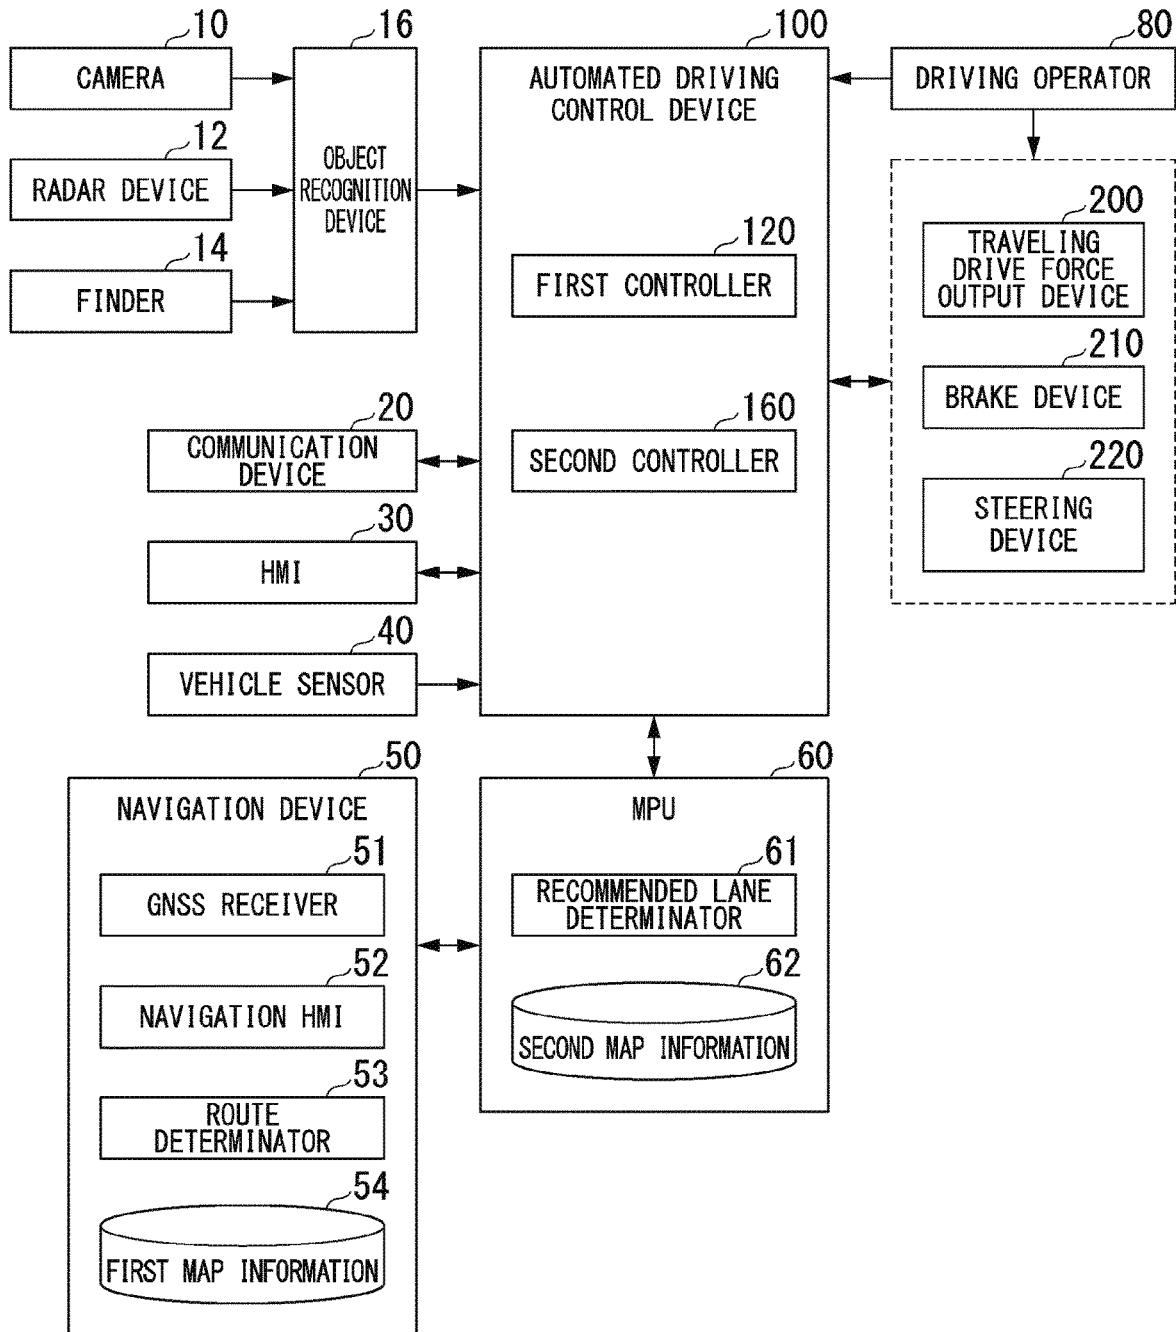 10
CAMERA
16
OBJECT
RECOGNITION
DEVICE
12
RADAR DEVICE
14
FINDER
100
AUTOMATED DRIVING
CONTROL DEVICE
120
FIRST CONTROLLER
160
SECOND CONTROLLER
80
DRIVING OPERATOR
200
TRAVELING
DRIVE FORCE
OUTPUT DEVICE
210
BRAKE DEVICE
220
STEERING
DEVICE
20
COMMUNICATION
DEVICE
30
HMI
40
VEHICLE SENSOR
50
NAVIGATION DEVICE
51
GNSS RECEIVER
52
NAVIGATION HMI
53
ROUTE
DETERMINATOR
54
FIRST MAP INFORMATION
60
MPU
61
RECOMMENDED LANE
DETERMINATOR
62
SECOND MAP INFORMATION